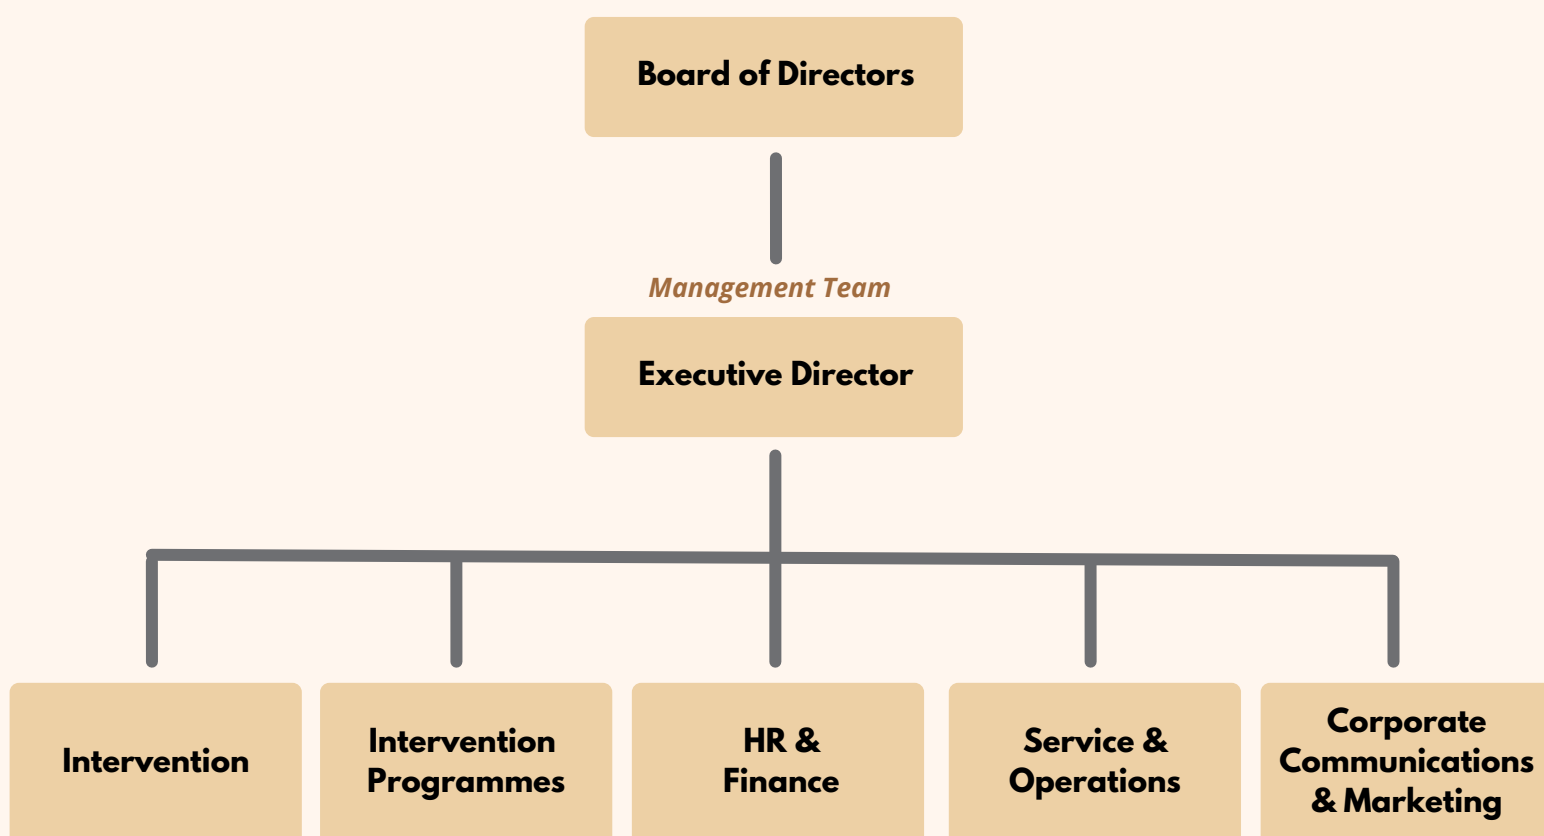 Board of Directors
Management Team
Executive Director
Intervention
Intervention
Programmes
HR &
Finance
Service &
Operations
Corporate
Communications
& Marketing